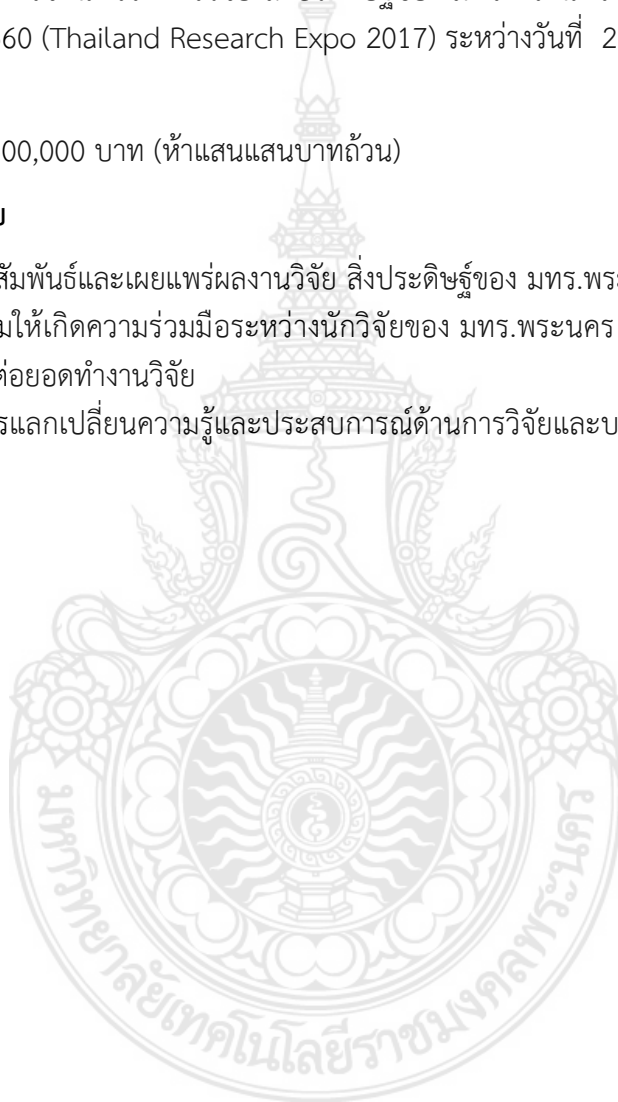 60 (Thailand Research Expo 2017) ระหว่างวันที่ 2
00,000 บาท (ห้าแสนแสนบาทถ้วน)
สัมพันธ์และเผยแพร่ผลงานวิจัย สิ่งประดิษฐ์ของ มทร.พระ
มให้เกิดความร่วมมือระหว่างนักวิจัยของ มทร.พระนคร
ต่อยอดทำงานวิจัย
รแลกเปลี่ยนความรู้และประสบการณ์ด้านการวิจัยและบ
มหาวิทยาลัยเทคโนโลยีราชมงคลพระนคร